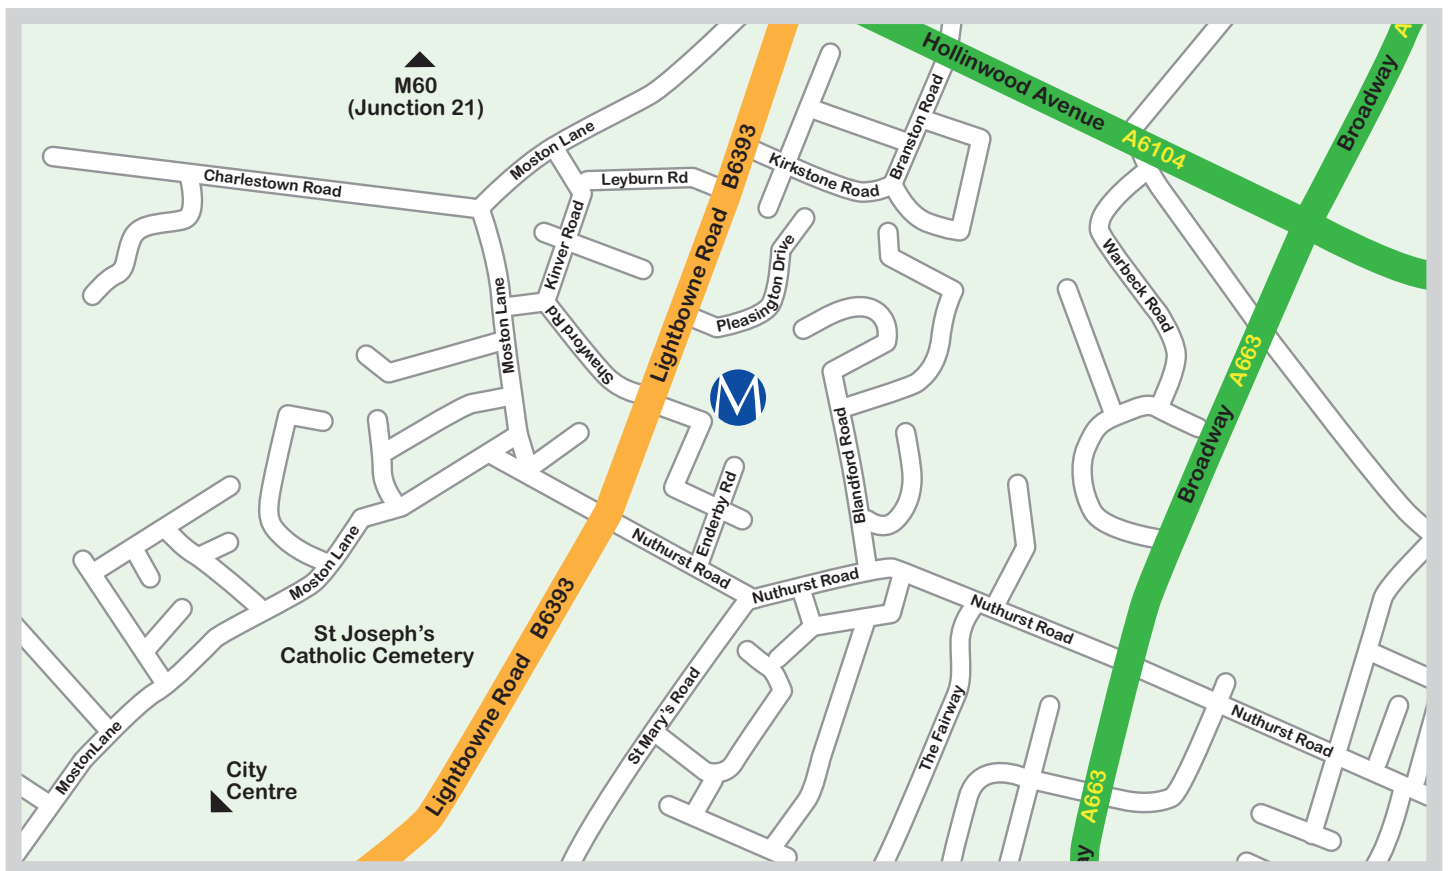 Hollinwood Avenue
A6104
Broadway
A
M60
(Junction 21)
Branston Road
Moston Lane
B6393
Kirkstone Road
Charlestown Road
Leyburn Rd
Kinver Road
Lightbowne Road
Pleasington Drive
Warbeck Road
Moston Lane
Shawford Rd
A663
M
Blandford Road
Broadway
Enderby Rd
Nuthurst Road
Nuthurst Road
Moston Lane
B6393
Nuthurst Road
St Joseph's
Catholic Cemetery
Lightbowne Road
St Mary's Road
The Fairway
Nuthurst Road
MostonLane
City
Centre
A663
ay